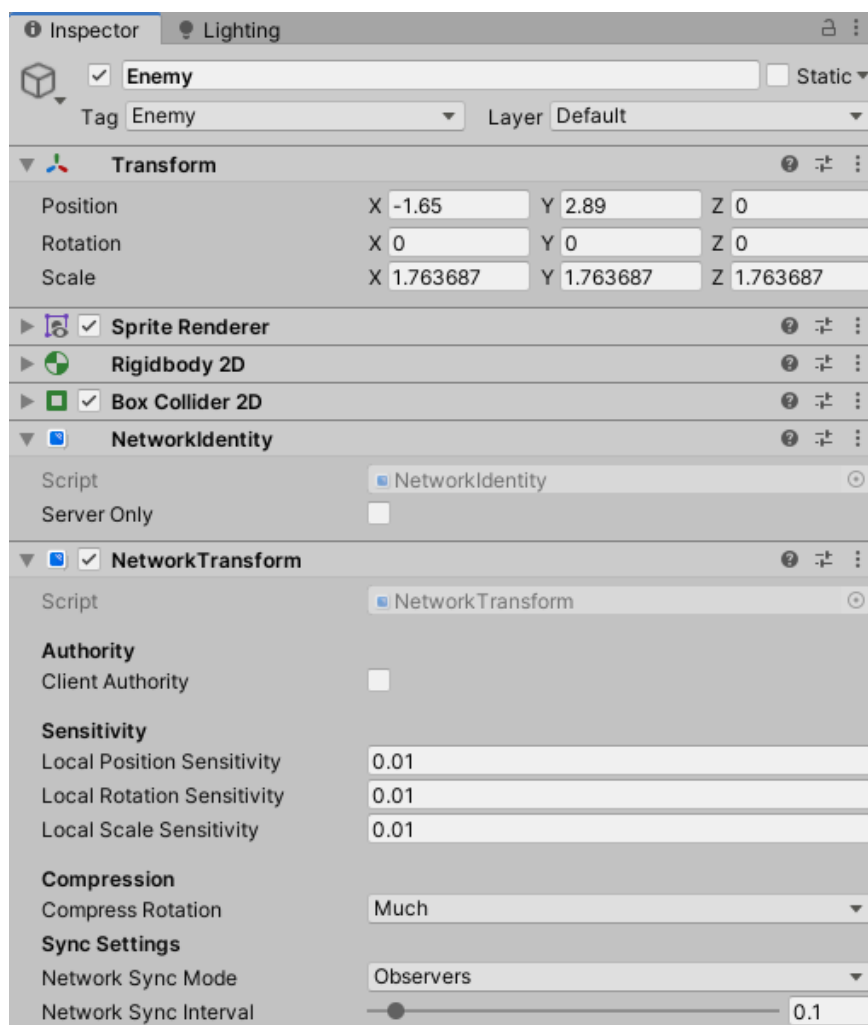 Inspector Lighting
Enemy Static
Tag Enemy Layer Default
Transform
Position X -1.65 Y 2.89 Z 0
Rotation X 0 Y 0 Z 0
Scale X 1.763687 Y 1.763687 Z 1.763687
Sprite Renderer
Rigidbody 2D
Box Collider 2D
NetworkIdentity
Script NetworkIdentity
Server Only
NetworkTransform
Script NetworkTransform
Authority
Client Authority
Sensitivity
Local Position Sensitivity 0.01
Local Rotation Sensitivity 0.01
Local Scale Sensitivity 0.01
Compression
Compress Rotation Much
Sync Settings
Network Sync Mode Observers
Network Sync Interval 0.1